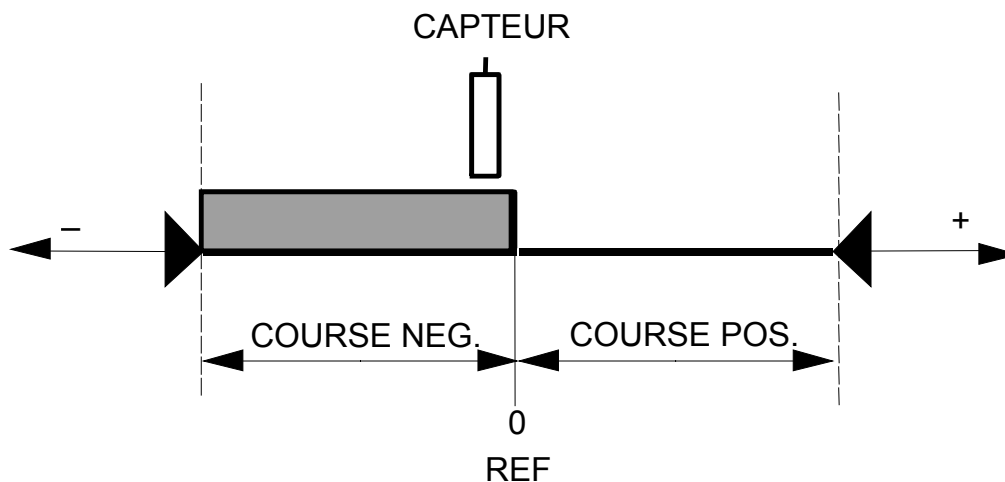 CAPTEUR
– +
COURSE NEG. COURSE POS.
0
REF